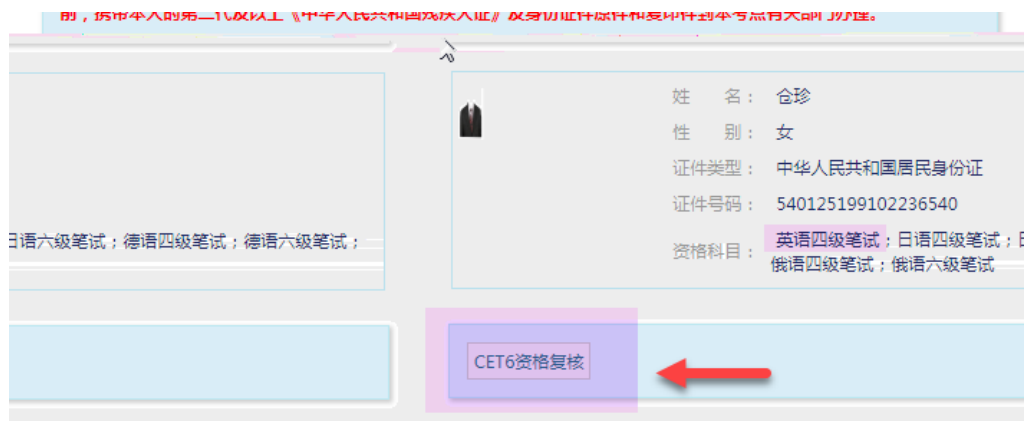 前，携带本人的第二代及以上《中华人民共和国残疾人证》及身份证件原件和复印件到本考点有关部门办理。
姓 名： 仓珍
性 别： 女
证件类型： 中华人民共和国居民身份证
证件号码： 540125199102236540
日语六级笔试；德语四级笔试；德语六级笔试；
资格科目： 英语四级笔试；日语四级笔试；日
俄语四级笔试；俄语六级笔试
CET6资格复核